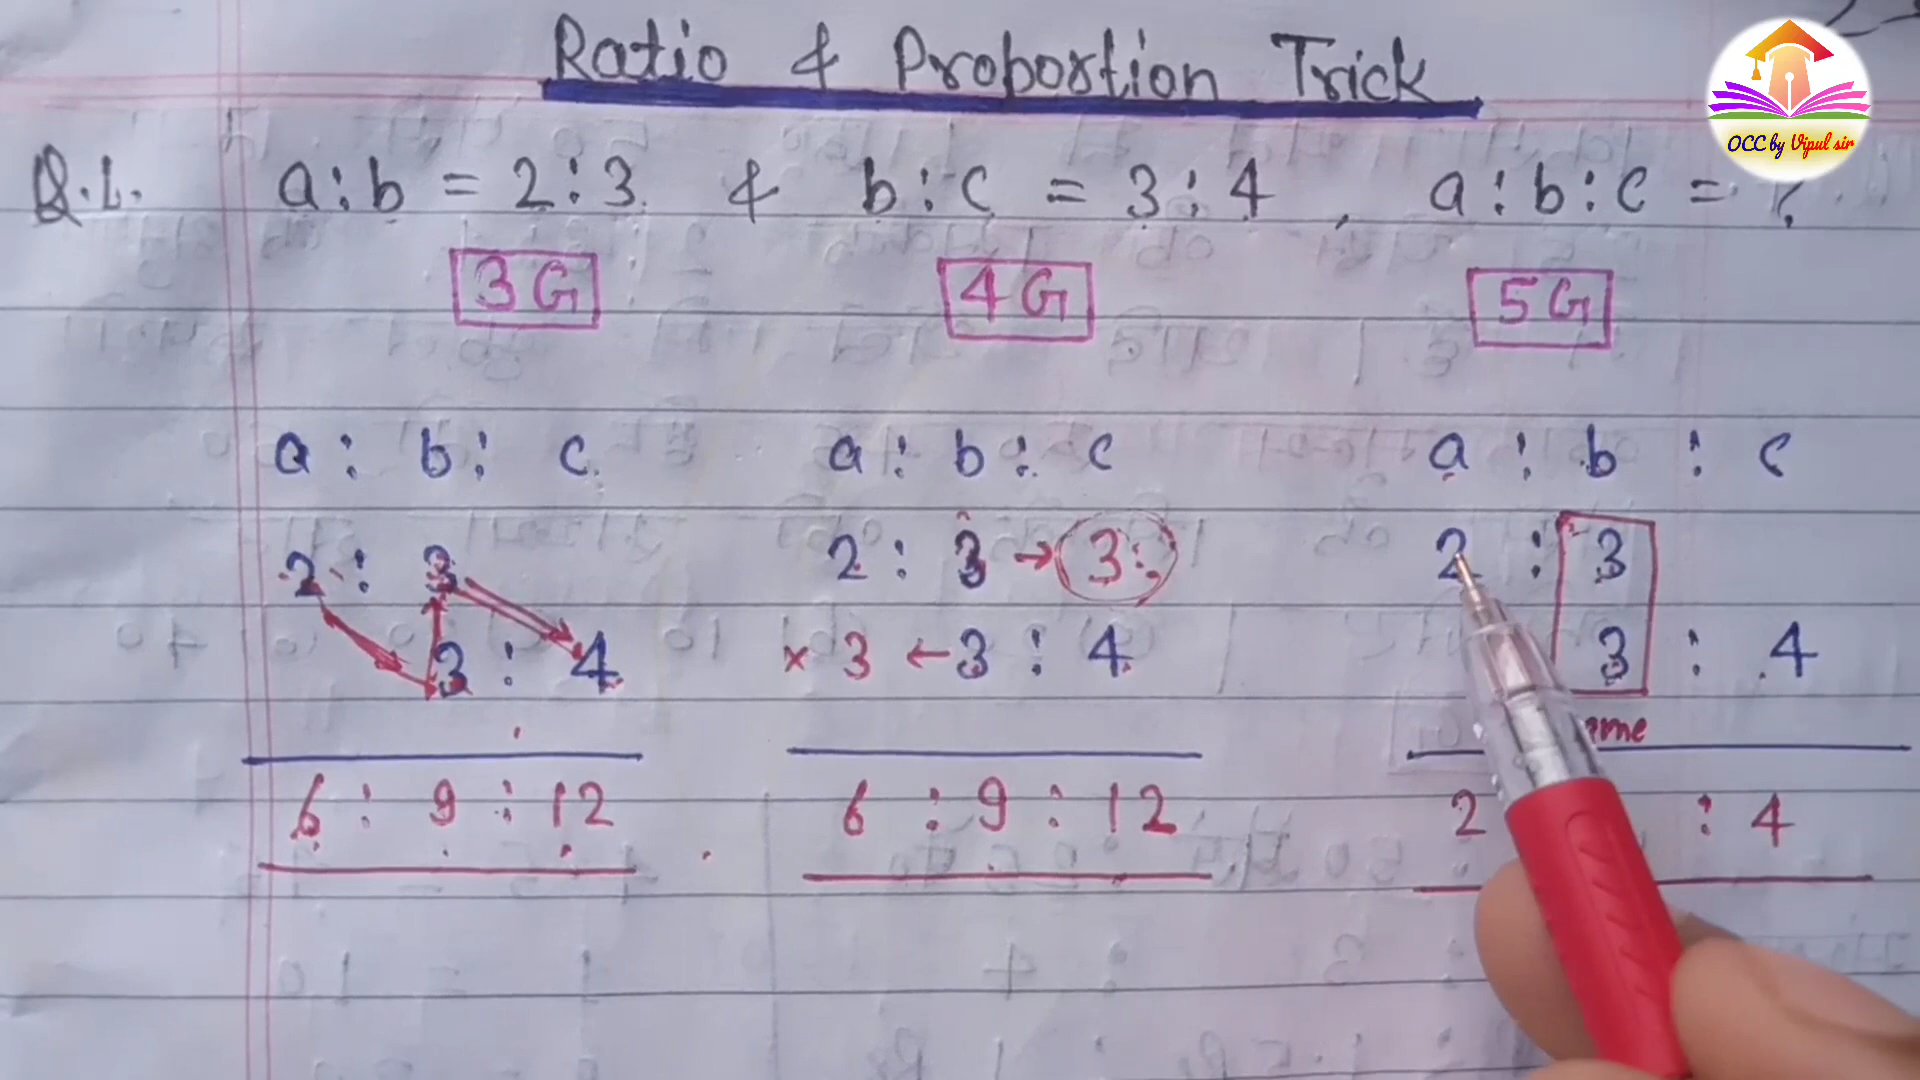 Ratio & Proportion Trick
OCC by Vipul sir
Q.1. a:b = 2:3 & b:c = 3:4, a:b:c = ?
3G 4G 5G
a : b : c a : b : c a : b : c
2 : 3 2 : 3 → 3: 2 : 3
3 : 4 × 3 ← 3 : 4 3 : 4
6 : 9 : 12 6 : 9 : 12 2 : 4